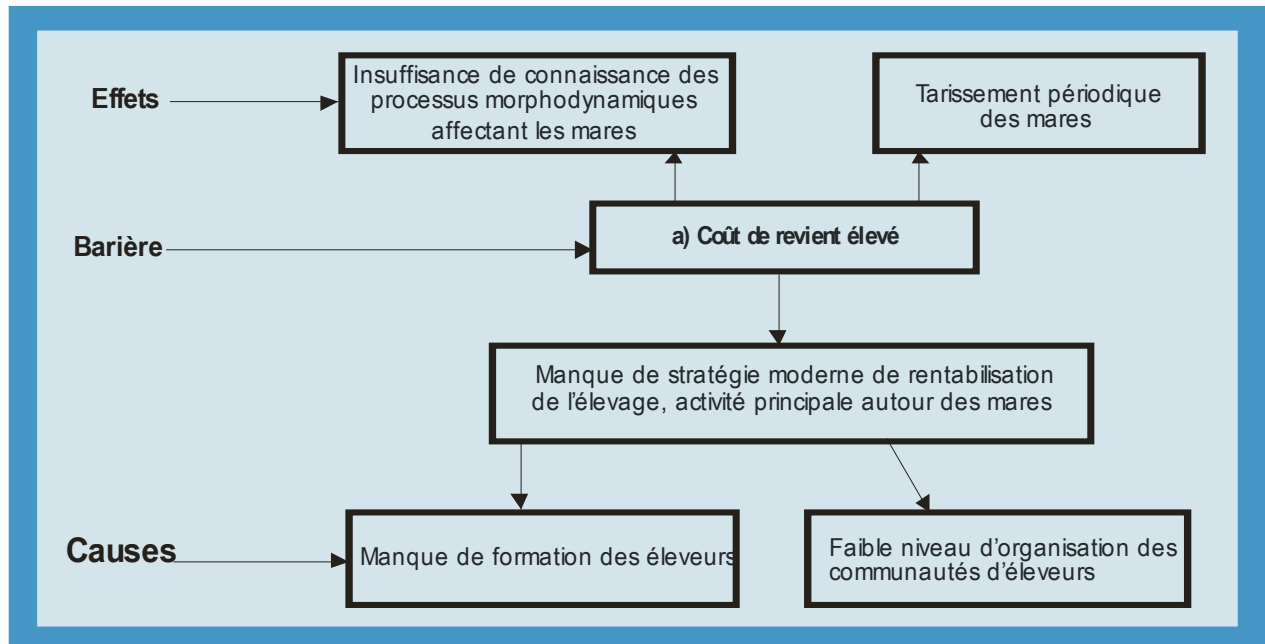 Effets
Insuffisance de connaissance des
processus morphodynamiques
affectant les mares
Tarissement périodique
des mares
Barière
a) Coût de revient élevé
Manque de stratégie moderne de rentabilisation
de l'élevage, activité principale autour des mares
Causes
Manque de formation des éleveurs
Faible niveau d'organisation des
communautés d'éleveurs